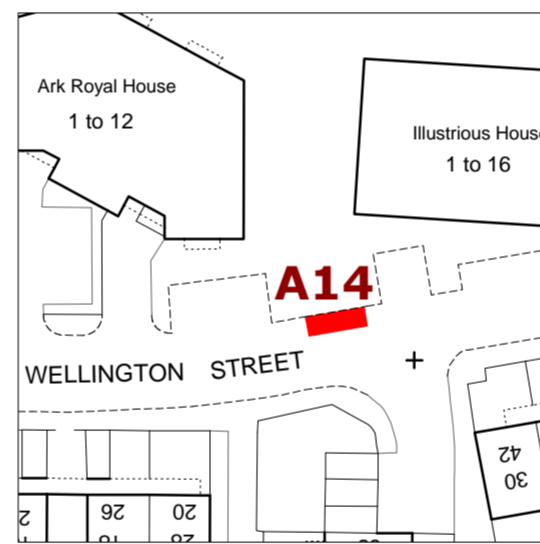 Ark Royal House
1 to 12
Illustrious House
1 to 16
A14
WELLINGTON STREET
42
30
26
20